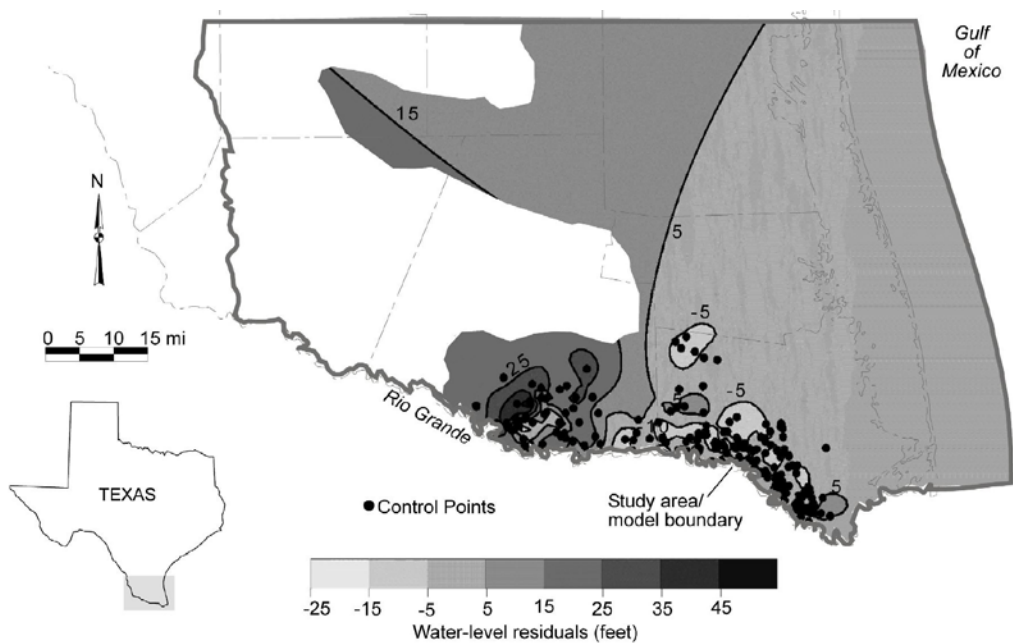 Gulf
of
Mexico
15
N
5
-5
0 5 10 15 mi
25
5
-5
Rio Grande
5
TEXAS
Control Points
Study area/
model boundary
-25 -15 -5 5 15 25 35 45
Water-level residuals (feet)